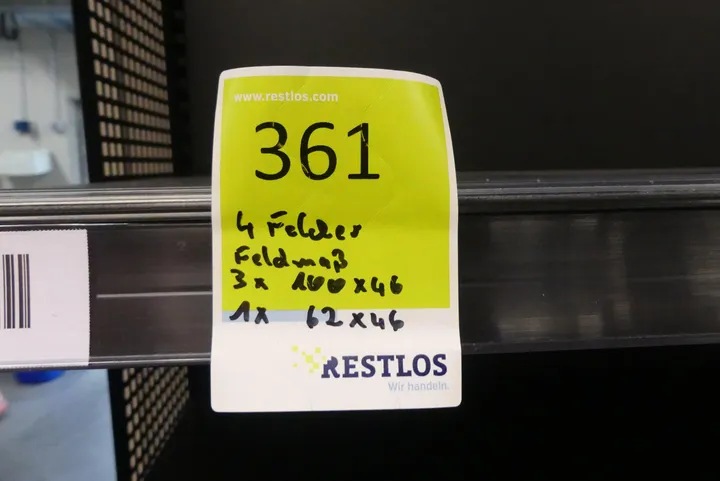 www.restlos.com
361
4 Felder
Feldmaß
3x 100x46
1x 62x46
RESTLOS
Wir handeln.